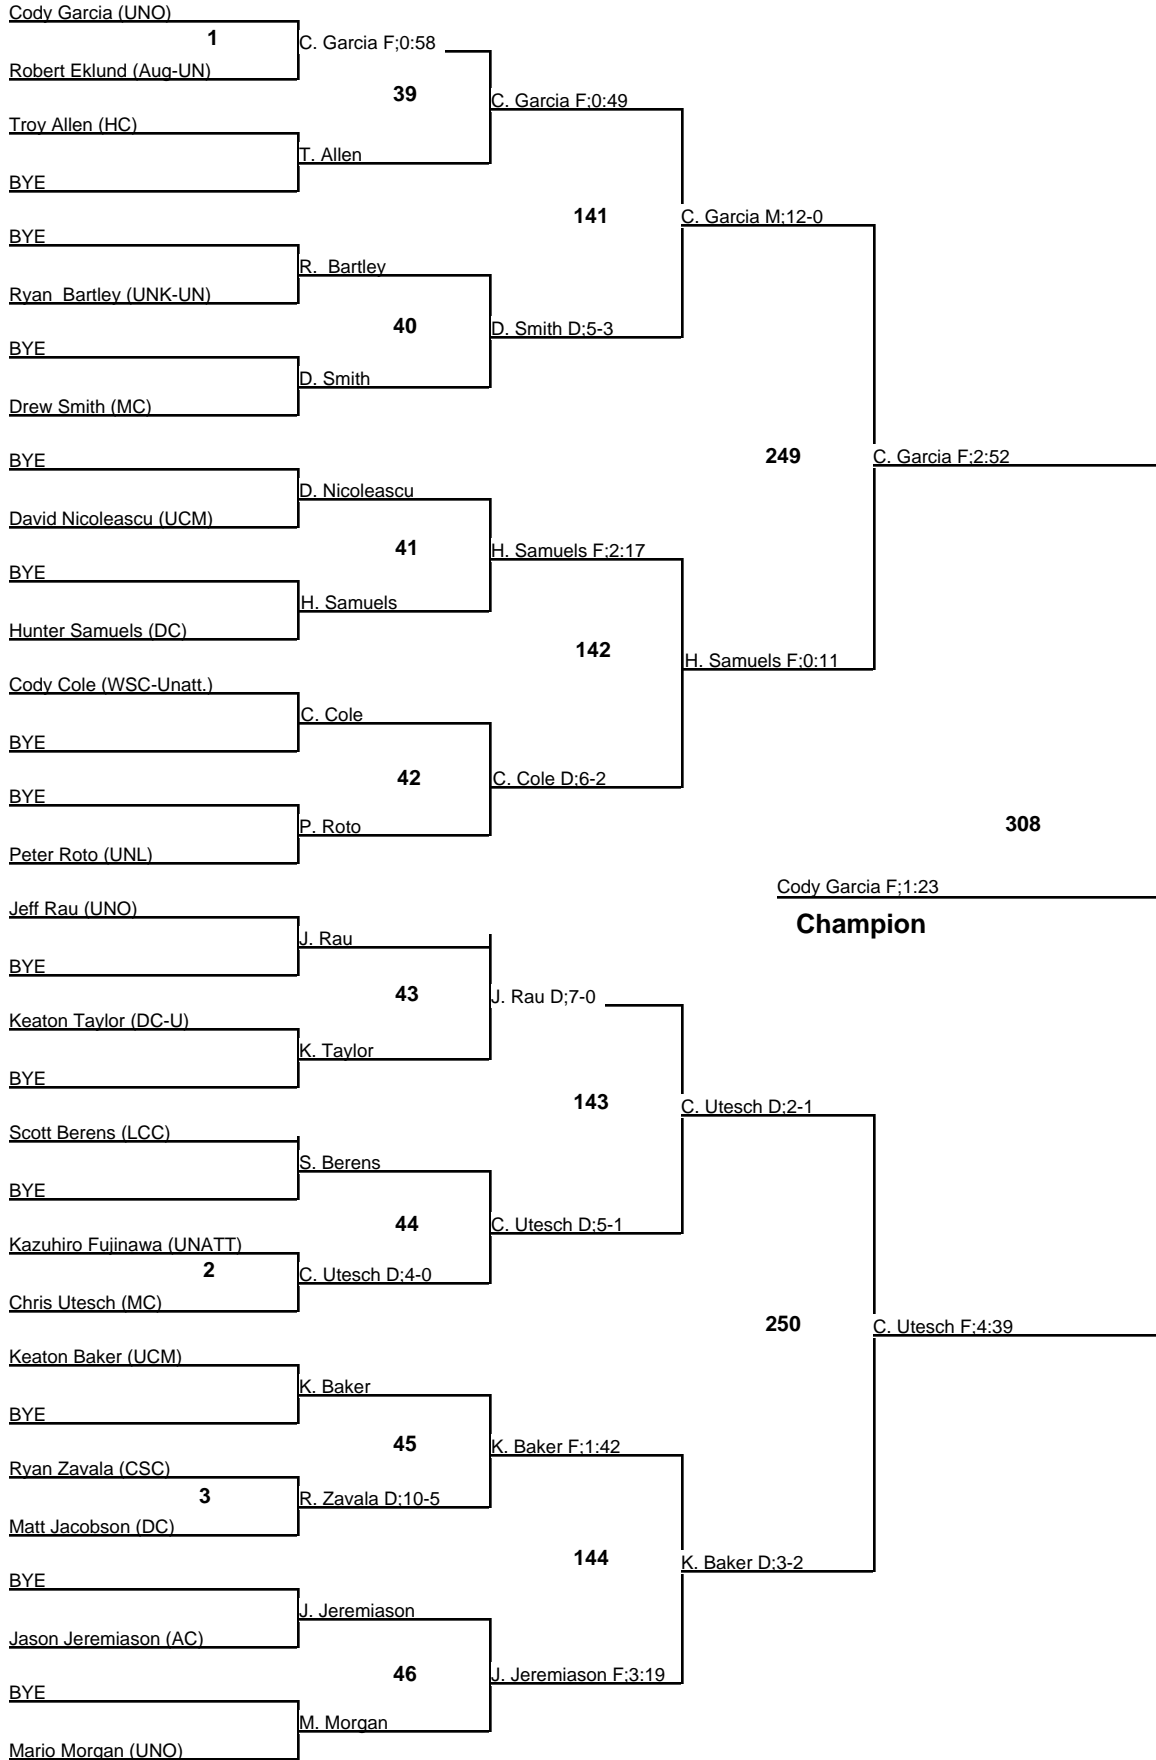 Cody Garcia (UNO)
1
C. Garcia F;0:58
Robert Eklund (Aug-UN)
39
C. Garcia F;0:49
Troy Allen (HC)
T. Allen
BYE
141
C. Garcia M;12-0
BYE
R.  Bartley
Ryan  Bartley (UNK-UN)
40
D. Smith D;5-3
BYE
D. Smith
Drew Smith (MC)
249
C. Garcia F;2:52
BYE
D. Nicoleascu
David Nicoleascu (UCM)
41
H. Samuels F;2:17
BYE
H. Samuels
Hunter Samuels (DC)
142
H. Samuels F;0:11
Cody Cole (WSC-Unatt.)
C. Cole
BYE
42
C. Cole D;6-2
BYE
P. Roto
308
Peter Roto (UNL)
Cody Garcia F;1:23
Champion
Jeff Rau (UNO)
J. Rau
BYE
43
J. Rau D;7-0
Keaton Taylor (DC-U)
K. Taylor
BYE
143
C. Utesch D;2-1
Scott Berens (LCC)
S. Berens
BYE
44
C. Utesch D;5-1
Kazuhiro Fujinawa (UNATT)
2
C. Utesch D;4-0
Chris Utesch (MC)
250
C. Utesch F;4:39
Keaton Baker (UCM)
K. Baker
BYE
45
K. Baker F;1:42
Ryan Zavala (CSC)
3
R. Zavala D;10-5
Matt Jacobson (DC)
144
K. Baker D;3-2
BYE
J. Jeremiason
Jason Jeremiason (AC)
46
J. Jeremiason F;3:19
BYE
M. Morgan
Mario Morgan (UNO)